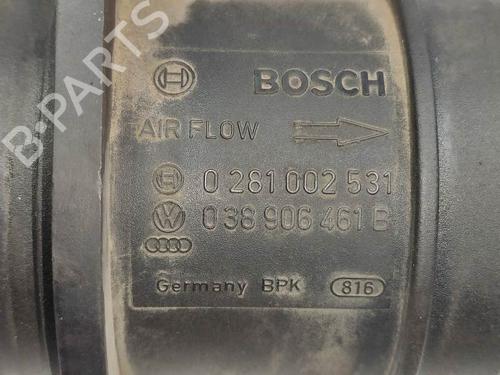 BOSCH
AIR FLOW
0 281 002 531
038 906 461 B
Germany BPK 816
B-PARTS